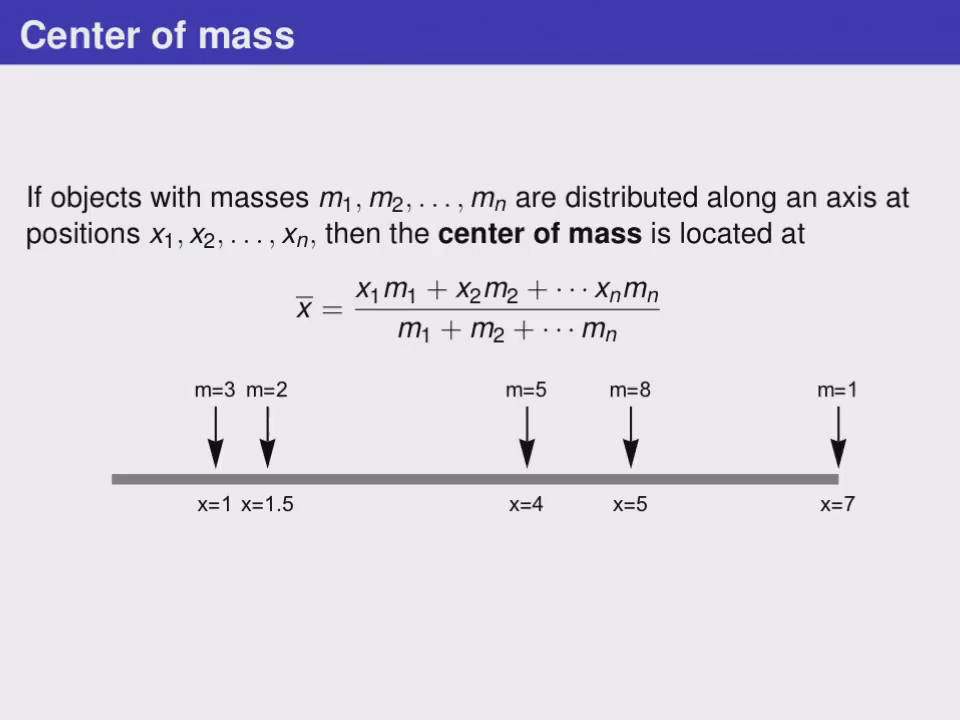 Center of mass
If objects with masses m₁, m₂, . . . , mₙ are distributed along an axis at
positions x₁, x₂, . . . , xₙ, then the center of mass is located at
x̅ = (x₁m₁ + x₂m₂ + · · · xₙmₙ) / (m₁ + m₂ + · · · mₙ)
m=3 m=2 m=5 m=8 m=1
x=1 x=1.5 x=4 x=5 x=7